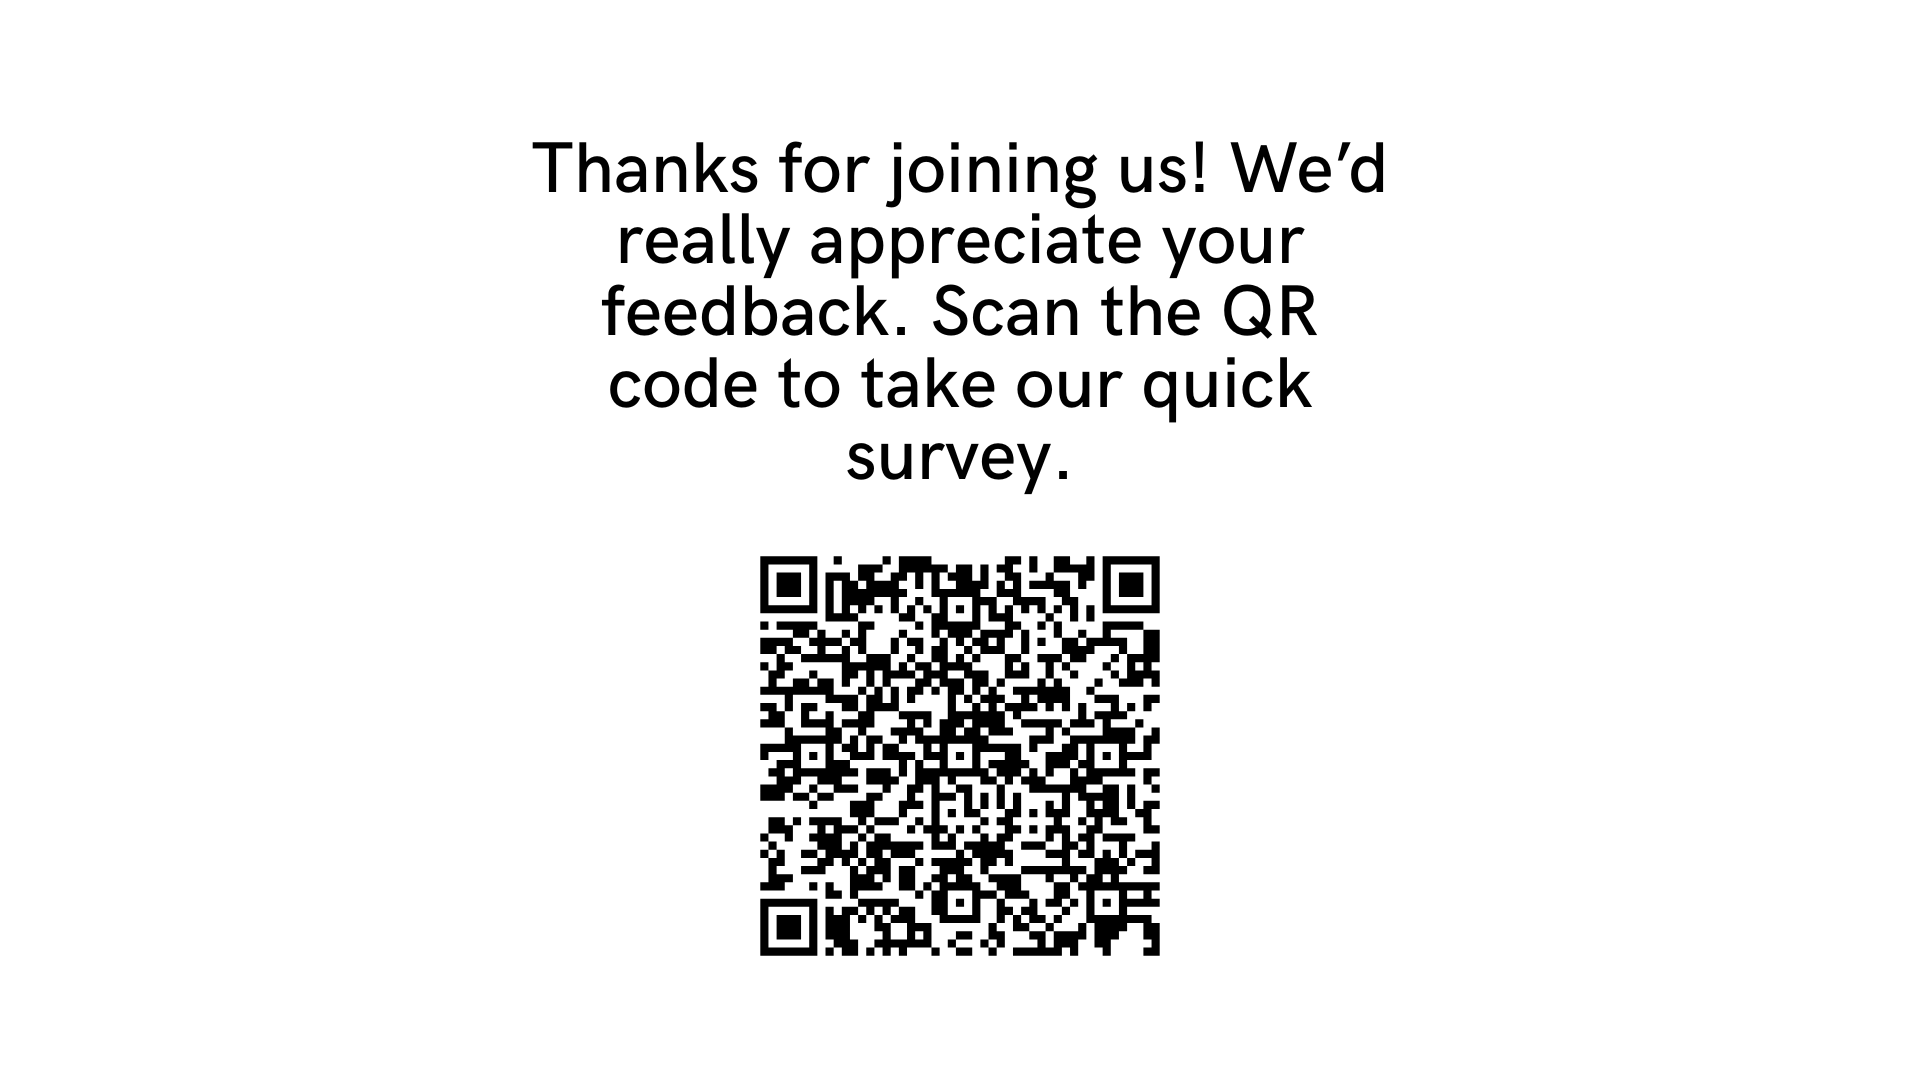 Thanks for joining us! We’d
really appreciate your
feedback. Scan the QR
code to take our quick
survey.